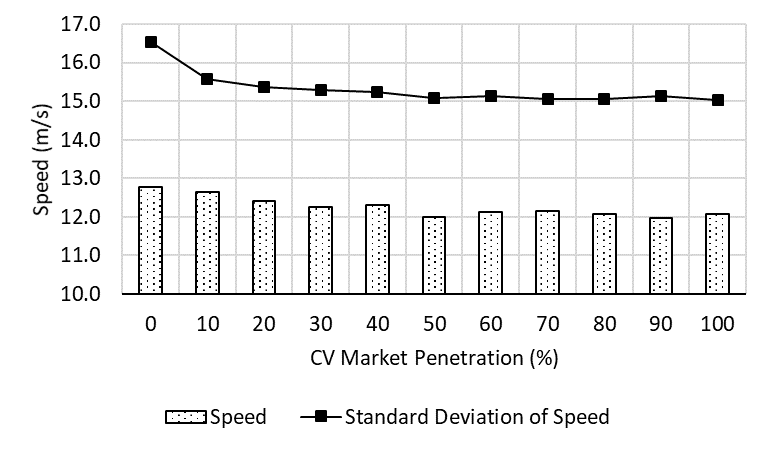 17.0
16.0
15.0
14.0
13.0
12.0
11.0
10.0
Speed (m/s)
0 10 20 30 40 50 60 70 80 90 100
CV Market Penetration (%)
Speed Standard Deviation of Speed